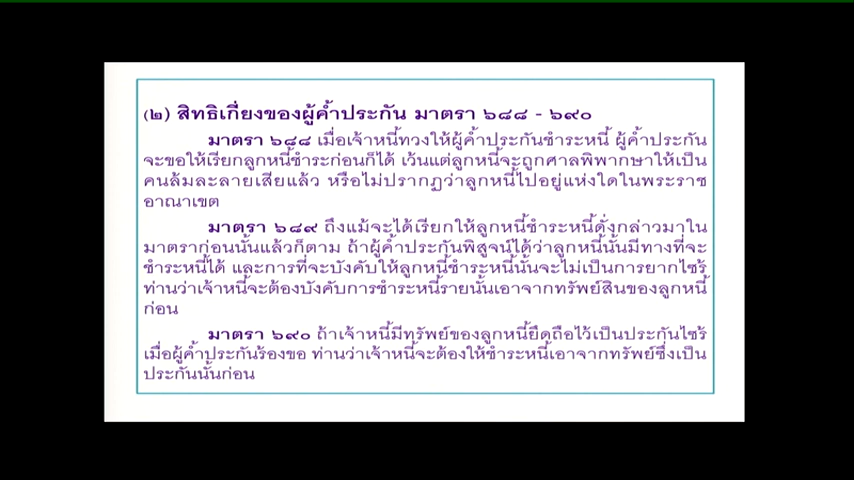 (๒) สิทธิเกี่ยงของผู้ค้ำประกัน มาตรา ๖๘๘ - ๖๙๐
มาตรา ๖๘๘ เมื่อเจ้าหนี้ทวงให้ผู้ค้ำประกันชำระหนี้ ผู้ค้ำประกัน
จะขอให้เรียกลูกหนี้ชำระก่อนก็ได้ เว้นแต่ลูกหนี้จะถูกศาลพิพากษาให้เป็น
คนล้มละลายเสียแล้ว หรือไม่ปรากฏว่าลูกหนี้ไปอยู่แห่งใดในพระราช
อาณาเขต
มาตรา ๖๘๙ ถึงแม้จะได้เรียกให้ลูกหนี้ชำระหนี้ดั่งกล่าวมาใน
มาตราก่อนนั้นแล้วก็ตาม ถ้าผู้ค้ำประกันพิสูจน์ได้ว่าลูกหนี้นั้นมีทางที่จะ
ชำระหนี้ได้ และการที่จะบังคับให้ลูกหนี้ชำระหนี้นั้นจะไม่เป็นการยากไซร้
ท่านว่าเจ้าหนี้จะต้องบังคับการชำระหนี้รายนั้นเอาจากทรัพย์สินของลูกหนี้
ก่อน
มาตรา ๖๙๐ ถ้าเจ้าหนี้มีทรัพย์ของลูกหนี้ยึดถือไว้เป็นประกันไซร้
เมื่อผู้ค้ำประกันร้องขอ ท่านว่าเจ้าหนี้จะต้องให้ชำระหนี้เอาจากทรัพย์ซึ่งเป็น
ประกันนั้นก่อน